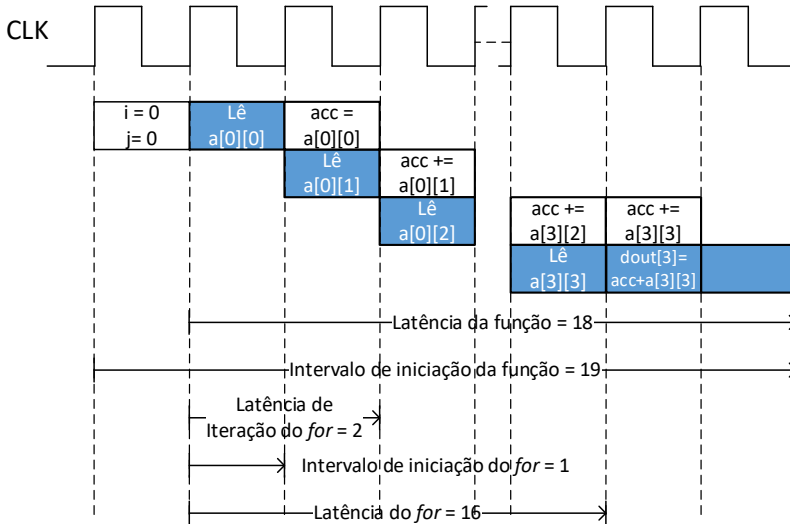 CLK
i = 0
j= 0
Lê
a[0][0]
acc =
a[0][0]
Lê
a[0][1]
acc +=
a[0][1]
Lê
a[0][2]
acc +=
a[3][2]
acc +=
a[3][3]
Lê
a[3][3]
dout[3]=
acc+a[3][3]
Latência da função = 18
Intervalo de iniciação da função = 19
Latência de
Iteração do for = 2
Intervalo de iniciação do for = 1
Latência do for = 16